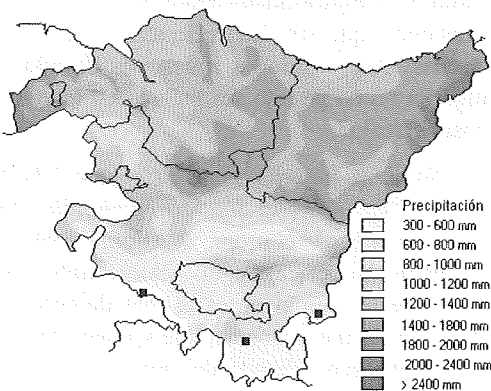 Precipitación
300 - 600 mm
600 - 800 mm
800 - 1000 mm
1000 - 1200 mm
1200 - 1400 mm
1400 - 1800 mm
1800 - 2000 mm
2000 - 2400 mm
> 2400 mm